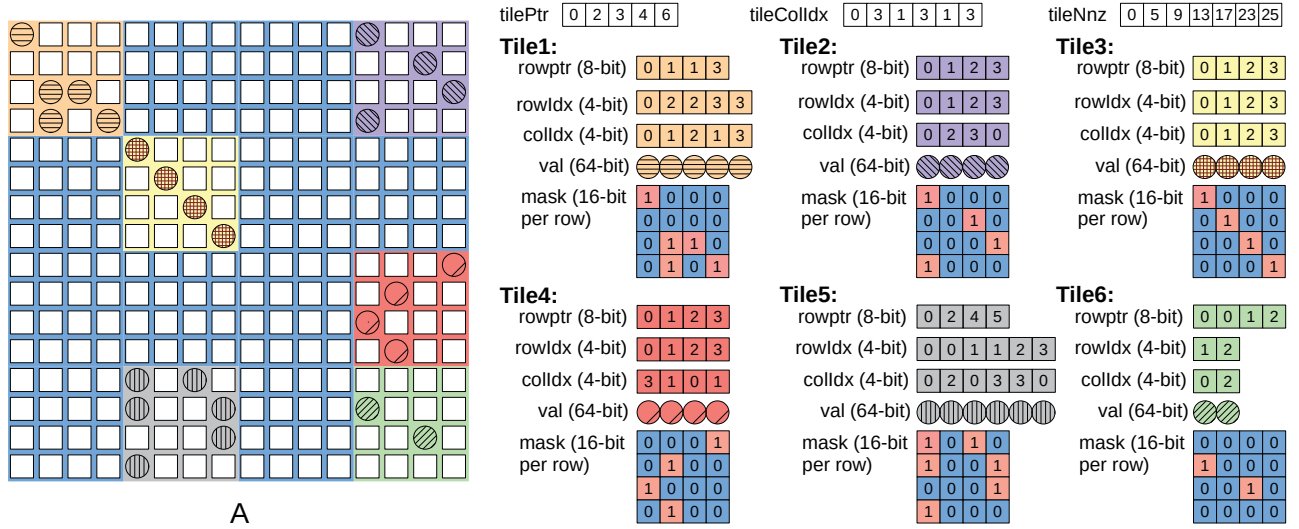 tilePtr 0 2 3 4 6
tileColIdx 0 3 1 3 1 3
tileNnz 0 5 9 13 17 23 25
Tile1:
rowptr (8-bit) 0 1 1 3
rowIdx (4-bit) 0 2 2 3 3
colIdx (4-bit) 0 1 2 1 3
val (64-bit)
mask (16-bit
per row)
1 0 0 0
0 0 0 0
0 1 1 0
0 1 0 1
Tile2:
rowptr (8-bit) 0 1 2 3
rowIdx (4-bit) 0 1 2 3
colIdx (4-bit) 0 2 3 0
val (64-bit)
mask (16-bit
per row)
1 0 0 0
0 0 1 0
0 0 0 1
1 0 0 0
Tile3:
rowptr (8-bit) 0 1 2 3
rowIdx (4-bit) 0 1 2 3
colIdx (4-bit) 0 1 2 3
val (64-bit)
mask (16-bit
per row)
1 0 0 0
0 1 0 0
0 0 1 0
0 0 0 1
Tile4:
rowptr (8-bit) 0 1 2 3
rowIdx (4-bit) 0 1 2 3
colIdx (4-bit) 3 1 0 1
val (64-bit)
mask (16-bit
per row)
0 0 0 1
0 1 0 0
1 0 0 0
0 1 0 0
Tile5:
rowptr (8-bit) 0 2 4 5
rowIdx (4-bit) 0 0 1 1 2 3
colIdx (4-bit) 0 2 0 3 3 0
val (64-bit)
mask (16-bit
per row)
1 0 1 0
1 0 0 1
0 0 0 1
1 0 0 0
Tile6:
rowptr (8-bit) 0 0 1 2
rowIdx (4-bit) 1 2
colIdx (4-bit) 0 2
val (64-bit)
mask (16-bit
per row)
0 0 0 0
1 0 0 0
0 0 1 0
0 0 0 0
A